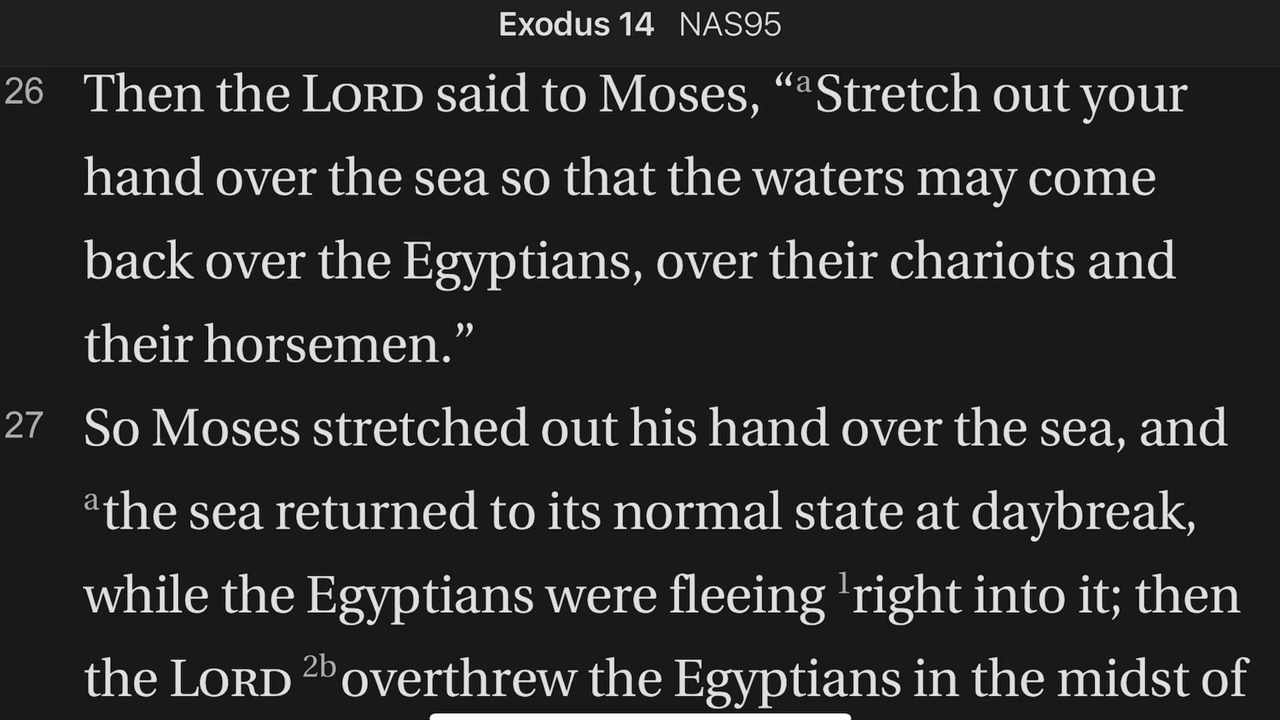 Exodus 14 NAS95
26 Then the LORD said to Moses, “aStretch out your
hand over the sea so that the waters may come
back over the Egyptians, over their chariots and
their horsemen.”
27 So Moses stretched out his hand over the sea, and
athe sea returned to its normal state at daybreak,
while the Egyptians were fleeing 1right into it; then
the LORD 2boverthrew the Egyptians in the midst of